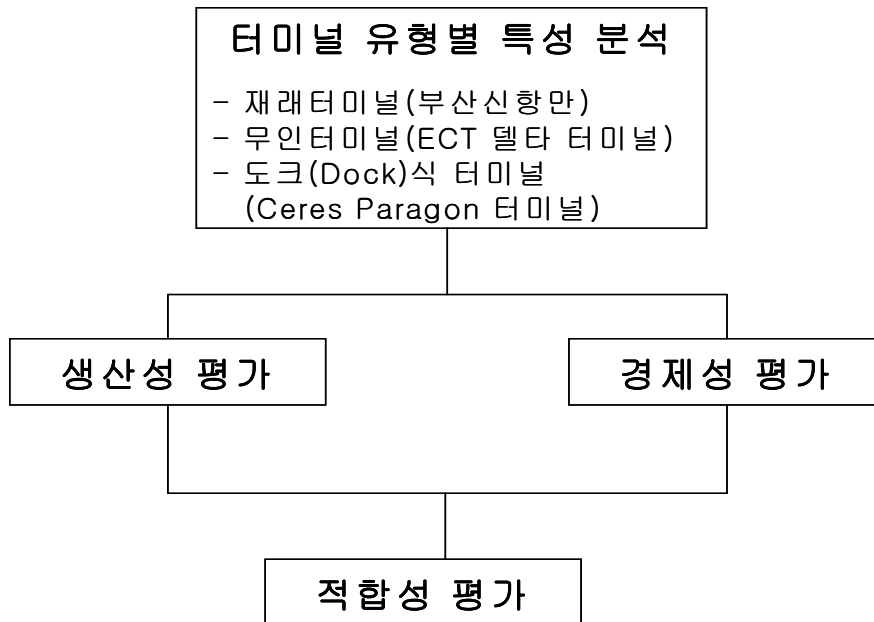 터미널 유형별 특성 분석
- 재래터미널(부산신항만)
- 무인터미널(ECT 델타 터미널)
- 도크(Dock)식 터미널
(Ceres Paragon 터미널)
생산성 평가
경제성 평가
적합성 평가